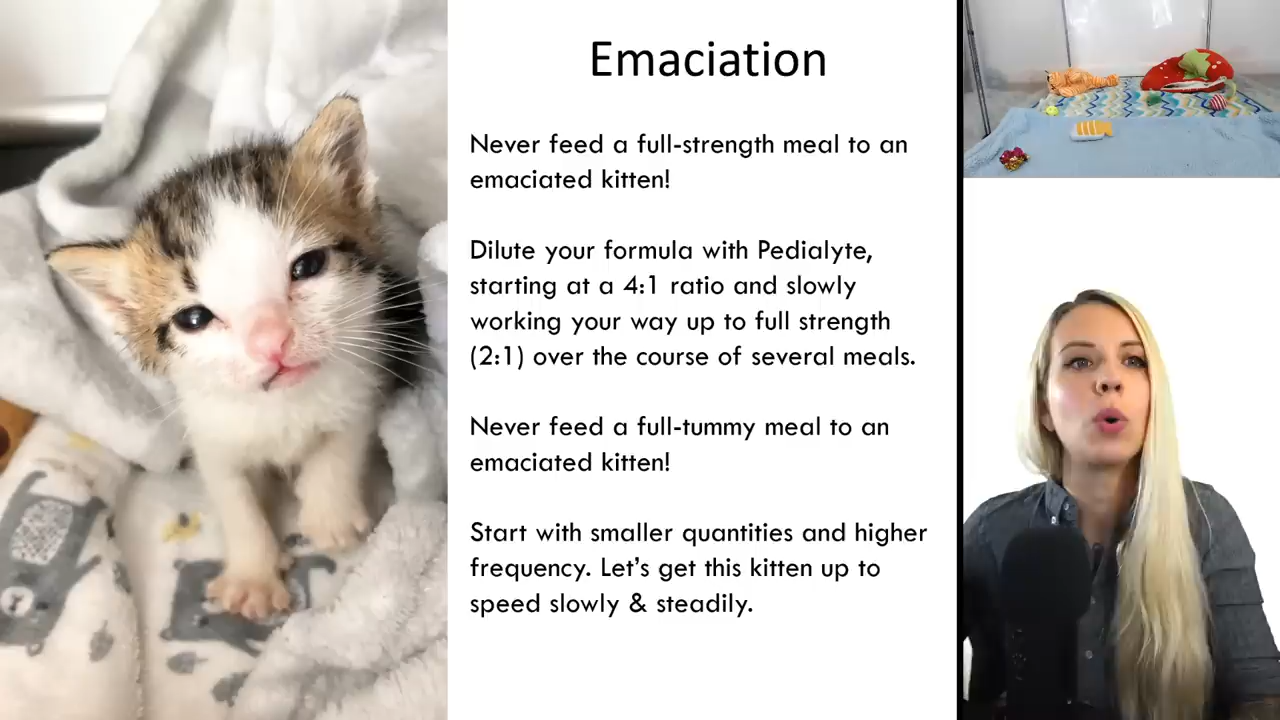 Emaciation
Never feed a full-strength meal to an
emaciated kitten!
Dilute your formula with Pedialyte,
starting at a 4:1 ratio and slowly
working your way up to full strength
(2:1) over the course of several meals.
Never feed a full-tummy meal to an
emaciated kitten!
Start with smaller quantities and higher
frequency. Let’s get this kitten up to
speed slowly & steadily.